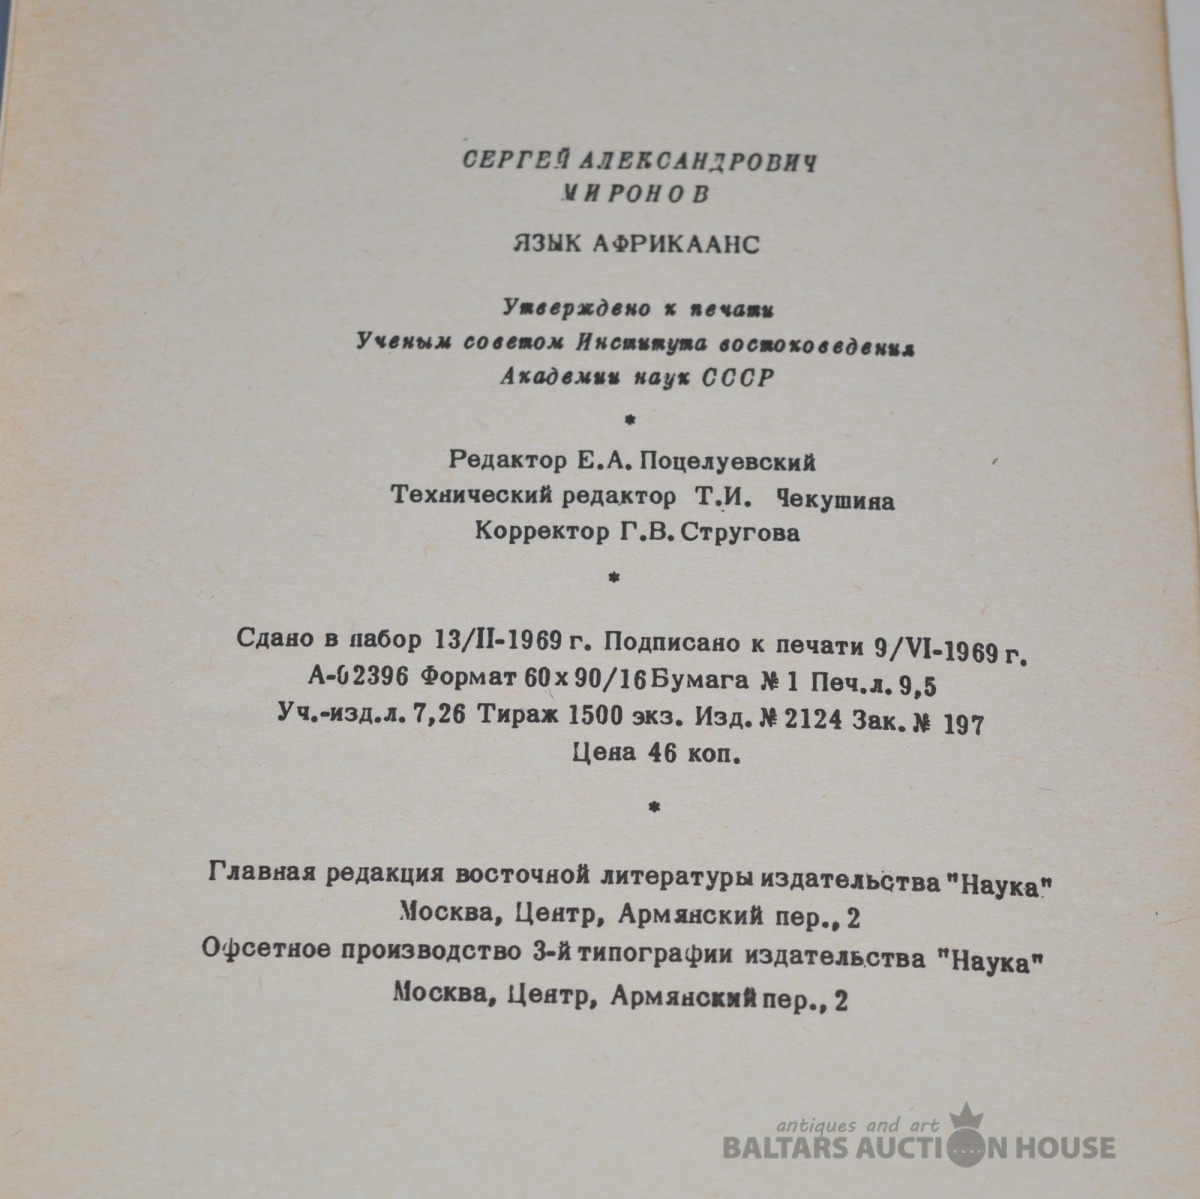 СЕРГЕЙ АЛЕКСАНДРОВИЧ
МИРОНОВ
ЯЗЫК АФРИКААНС
Утверждено к печати
Ученым советом Института востоковедения
Академии наук СССР
*
Редактор Е.А. Поцелуевский
Технический редактор Т.И. Чекушина
Корректор Г.В. Стругова
*
Сдано в набор 13/II-1969 г. Подписано к печати 9/VI-1969 г.
А-02396 Формат 60х90/16 Бумага № 1 Печ.л. 9,5
Уч.-изд.л. 7,26 Тираж 1500 экз. Изд. № 2124 Зак. № 197
Цена 46 коп.
*
Главная редакция восточной литературы издательства "Наука"
Москва, Центр, Армянский пер., 2
Офсетное производство 3-й типографии издательства "Наука"
Москва, Центр, Армянский пер., 2
antiques and art
BALTARS AUCTION HOUSE